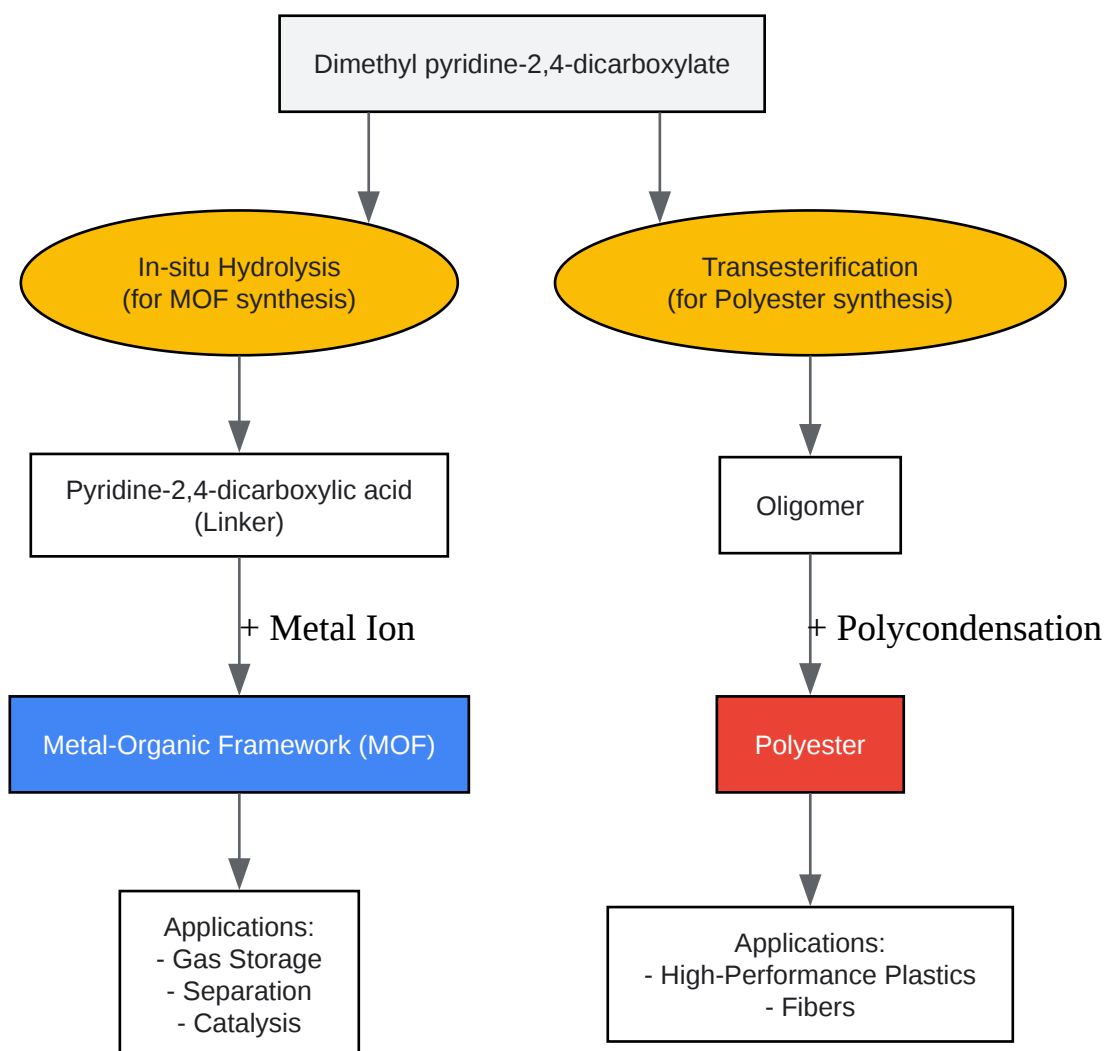 Dimethyl pyridine-2,4-dicarboxylate
In-situ Hydrolysis
(for MOF synthesis)
Transesterification
(for Polyester synthesis)
Pyridine-2,4-dicarboxylic acid
(Linker)
Oligomer
+ Metal Ion
+ Polycondensation
Metal-Organic Framework (MOF)
Polyester
Applications:
- Gas Storage
- Separation
- Catalysis
Applications:
- High-Performance Plastics
- Fibers